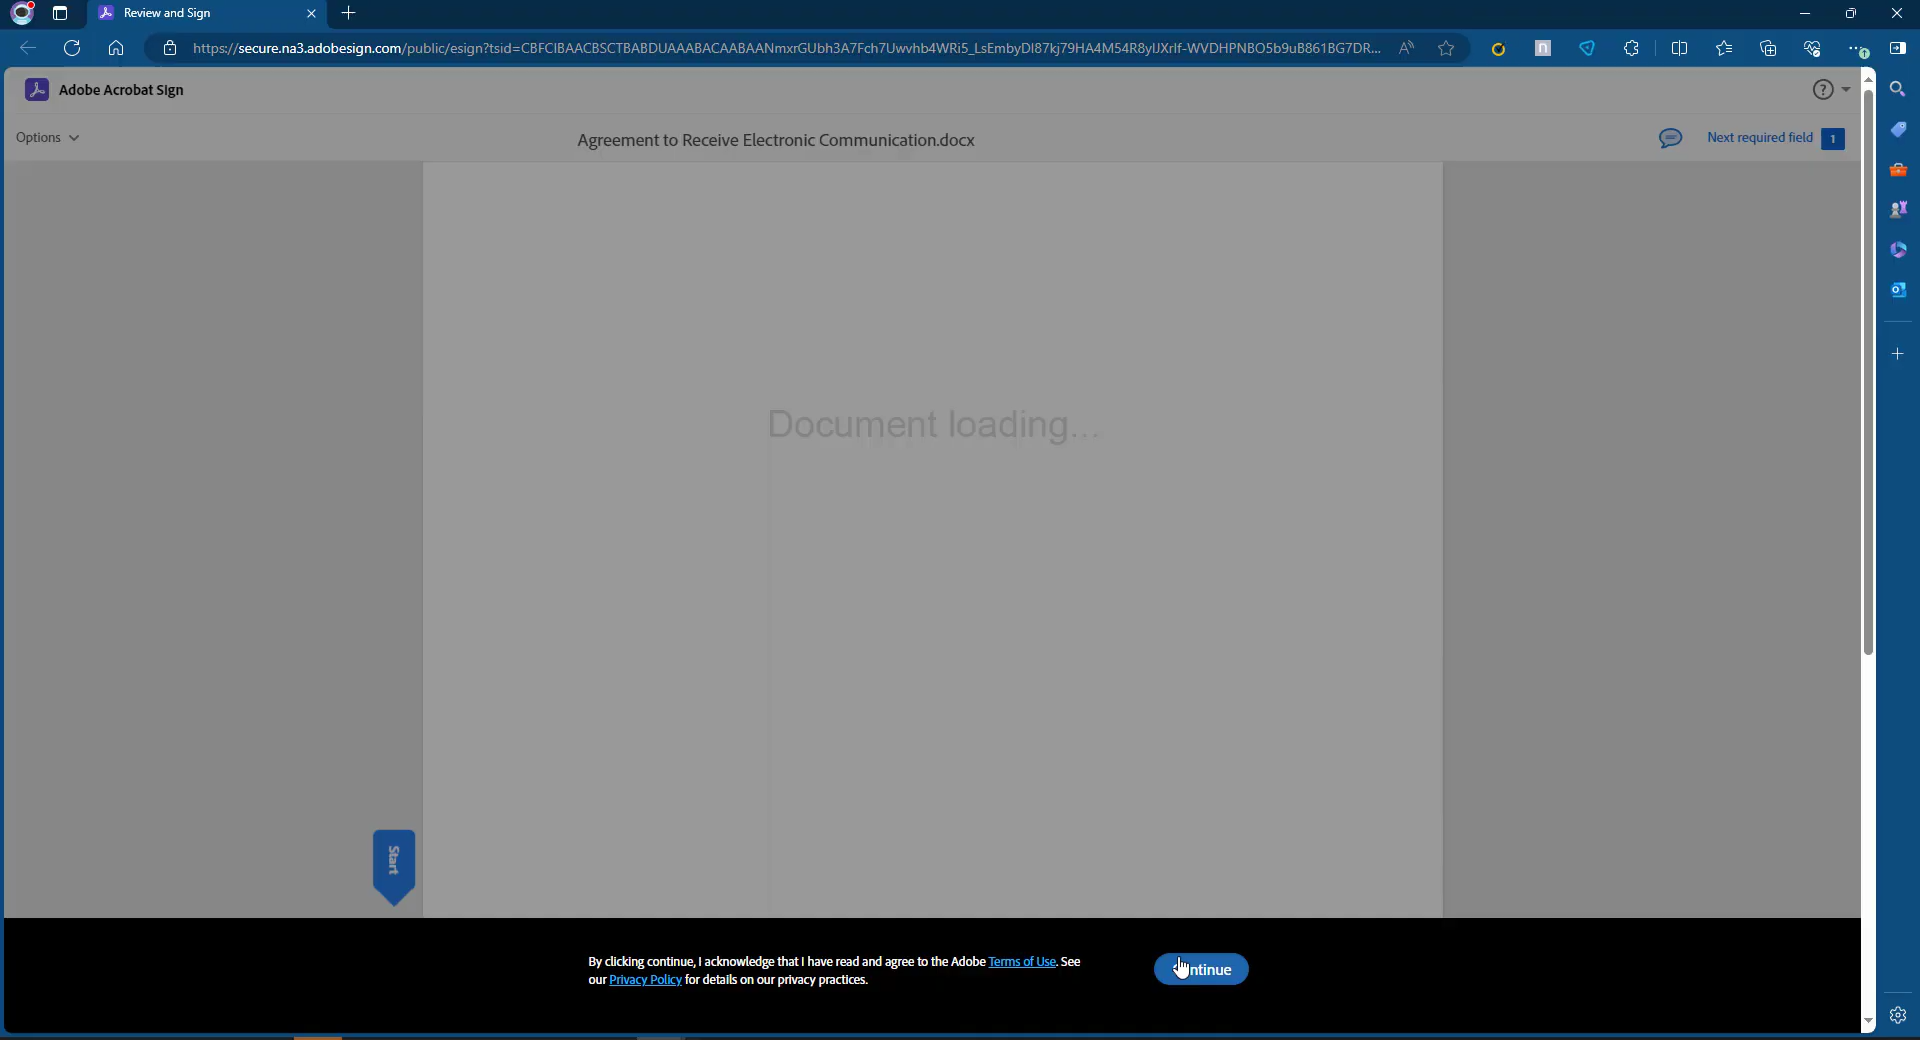 Review and Sign
https://secure.na3.adobesign.com/public/esign?tsid=CBFCIBAACBSCTBABDUAAABACAABAANmxrGUbh3A7Fch7Uwvhb4WRi5_LsEmbyDI87kj79HA4M54R8ylJXrIf-WVDHPNBO5b9uB861BG7DR...
Adobe Acrobat Sign
Options
Agreement to Receive Electronic Communication.docx
Next required field 1
Document loading...
Start
By clicking continue, I acknowledge that I have read and agree to the Adobe Terms of Use. See
our Privacy Policy for details on our privacy practices.
ntinue